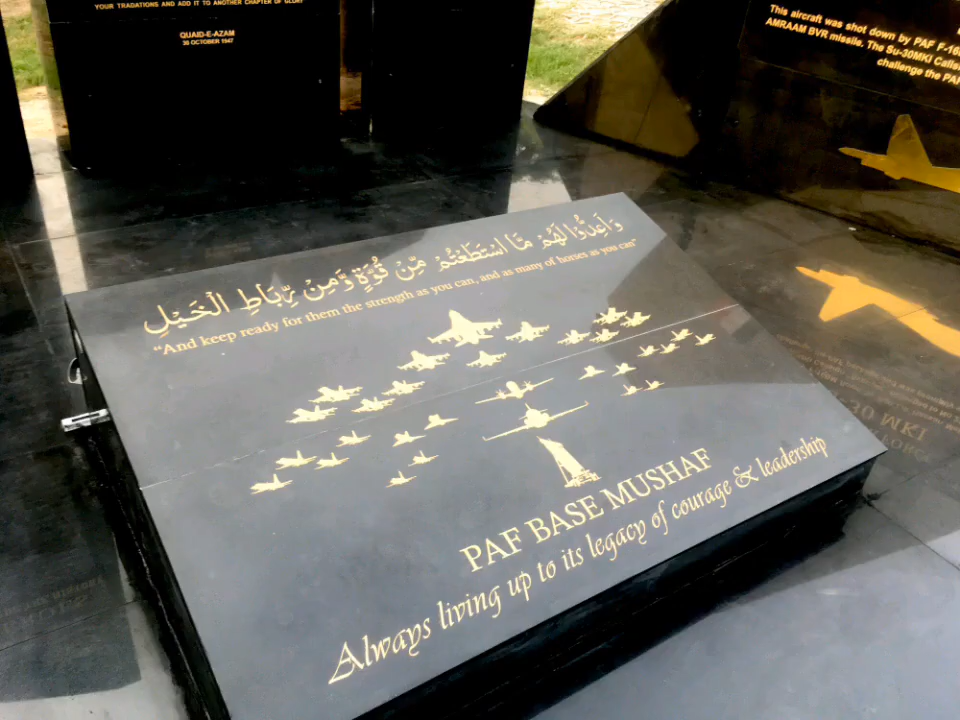 YOUR TRADATIONS AND ADD IT TO ANOTHER CHAPTER OF GLORY
QUAID-E-AZAM
30 OCTOBER 1947
This aircraft was shot down by PAF F-16
AMRAAM BVR missile. The Su-30MKI
challenge the
وَأَعِدُّوا لَهُمْ مَّا اسْتَطَعْتُمْ مِّنْ قُوَّةٍ وَّمِنْ رِّبَاطِ الْخَيْلِ
"And keep ready for them the strength as you can, and as many of horses as you can"
PAF BASE MUSHAF
Always living up to its legacy of courage & leadership